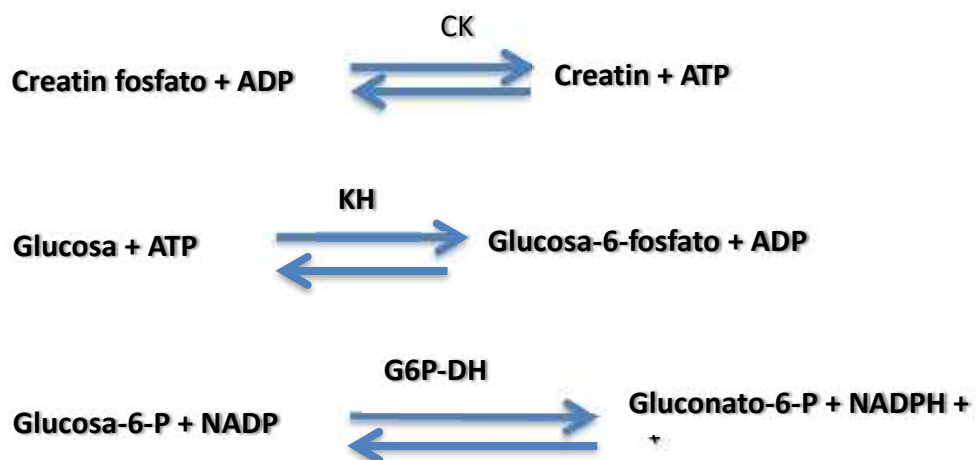 CK
Creatin fosfato + ADP Creatin + ATP
KH
Glucosa + ATP Glucosa-6-fosfato + ADP
G6P-DH
Glucosa-6-P + NADP Gluconato-6-P + NADPH +
+